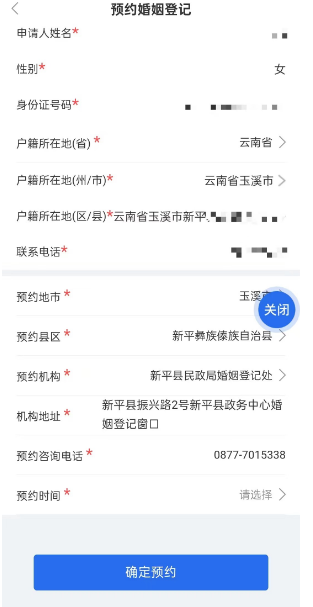 预约婚姻登记
申请人姓名*
性别* 女
身份证号码*
户籍所在地(省) * 云南省
户籍所在地(州/市)* 云南省玉溪市
户籍所在地(区/县)*云南省玉溪市新平
联系电话*
预约地市 * 玉溪市
关闭
预约县区 * 新平彝族傣族自治县
预约机构 * 新平县民政局婚姻登记处
机构地址 * 新平县振兴路2号新平县政务中心婚
姻登记窗口
预约咨询电话 * 0877-7015338
预约时间 * 请选择
确定预约